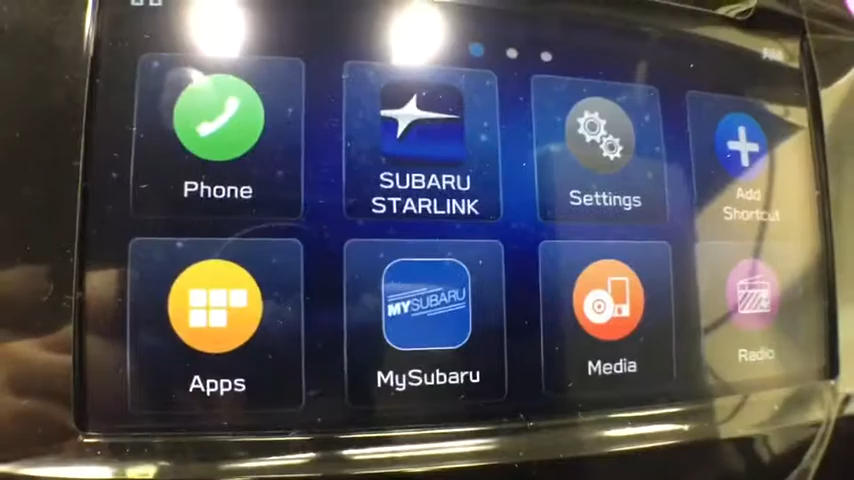 Phone
SUBARU
STARLINK
Settings
Add
Shortcut
Apps
MYSUBARU
MySubaru
Media
Radio